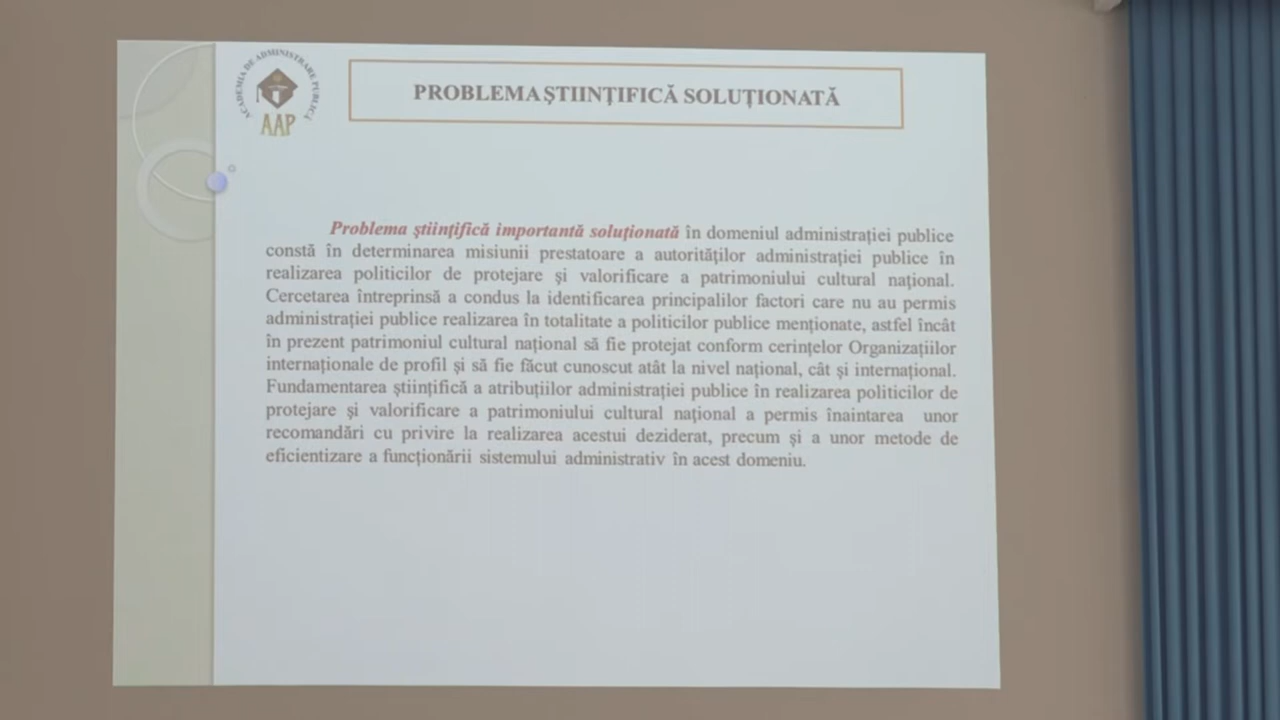 ACADEMIA DE ADMINISTRARE PUBLICĂ
AAP
PROBLEMA ŞTIINŢIFICĂ SOLUŢIONATĂ
Problema ştiinţifică importantă soluţionată în domeniul administraţiei publice
constă în determinarea misiunii prestatoare a autorităţilor administraţiei publice în
realizarea politicilor de protejare şi valorificare a patrimoniului cultural naţional.
Cercetarea întreprinsă a condus la identificarea principalilor factori care nu au permis
administraţiei publice realizarea în totalitate a politicilor publice menţionate, astfel încât
în prezent patrimoniul cultural naţional să fie protejat conform cerinţelor Organizaţiilor
internaţionale de profil şi să fie făcut cunoscut atât la nivel naţional, cât şi internaţional.
Fundamentarea ştiinţifică a atribuţiilor administraţiei publice în realizarea politicilor de
protejare şi valorificare a patrimoniului cultural naţional a permis înaintarea unor
recomandări cu privire la realizarea acestui deziderat, precum şi a unor metode de
eficientizare a funcţionării sistemului administrativ în acest domeniu.